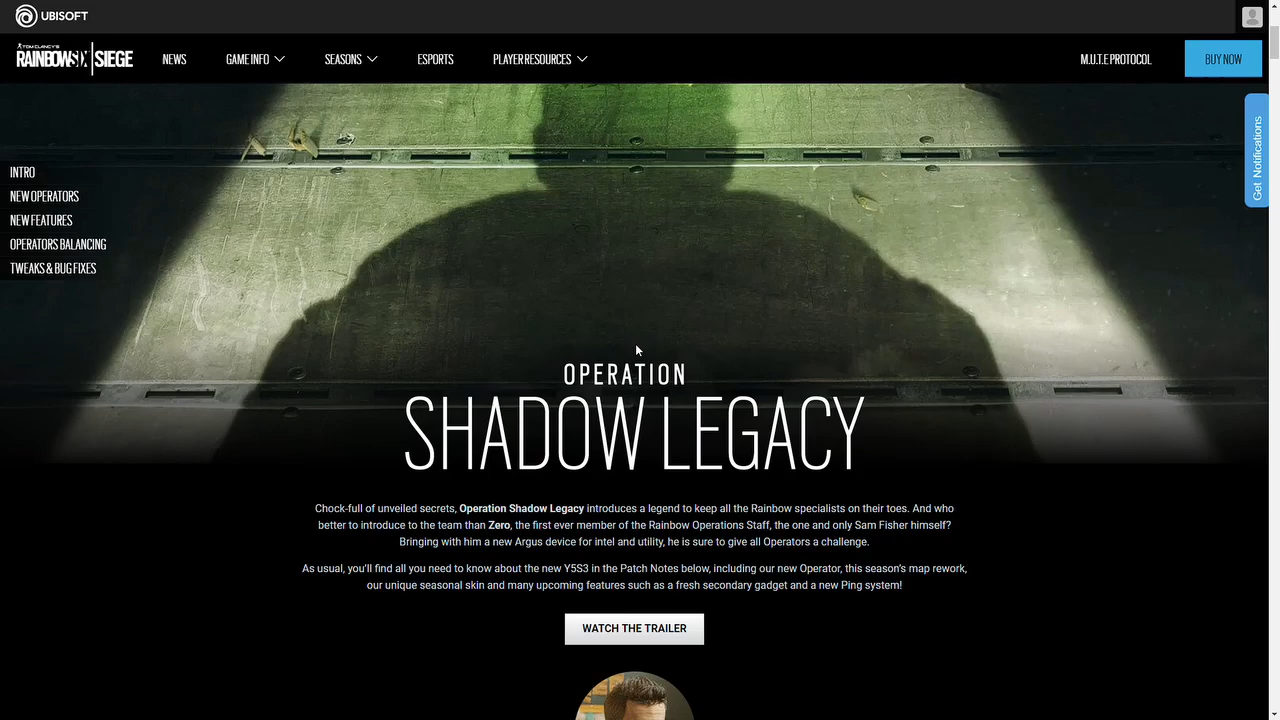 UBISOFT
TOM CLANCY'S
RAINBOWSIX SIEGE
NEWS
GAME INFO
SEASONS
ESPORTS
PLAYER RESOURCES
M.U.T.E PROTOCOL
BUY NOW
Get Notifications
INTRO
NEW OPERATORS
NEW FEATURES
OPERATORS BALANCING
TWEAKS & BUG FIXES
OPERATION
SHADOW LEGACY
Chock-full of unveiled secrets, Operation Shadow Legacy introduces a legend to keep all the Rainbow specialists on their toes. And who
better to introduce to the team than Zero, the first ever member of the Rainbow Operations Staff, the one and only Sam Fisher himself?
Bringing with him a new Argus device for intel and utility, he is sure to give all Operators a challenge.
As usual, you'll find all you need to know about the new Y5S3 in the Patch Notes below, including our new Operator, this season's map rework,
our unique seasonal skin and many upcoming features such as a fresh secondary gadget and a new Ping system!
WATCH THE TRAILER